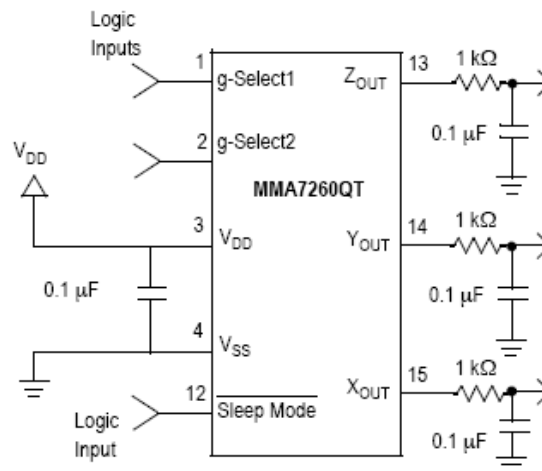 Logic
Inputs
1
g-Select1
2
g-Select2
MMA7260QT
V_DD
3
V_DD
0.1 µF
4
V_SS
12
Sleep Mode
Logic
Input
13
Z_OUT
1 kΩ
0.1 µF
14
Y_OUT
1 kΩ
0.1 µF
15
X_OUT
1 kΩ
0.1 µF